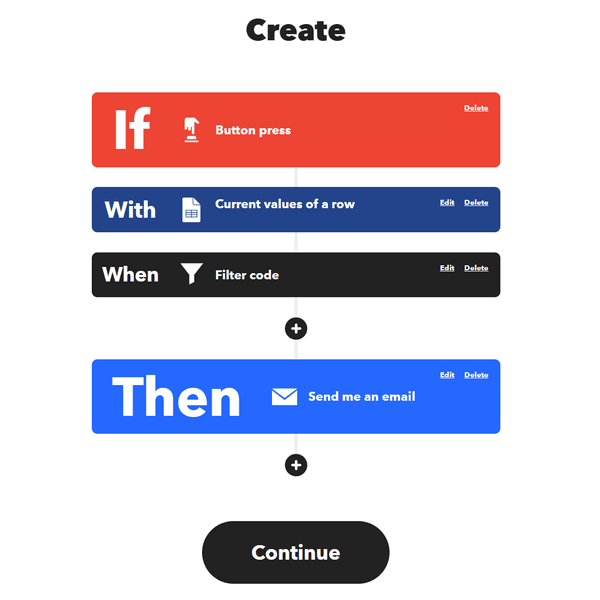 Create
Delete
If Button press
With Current values of a row Edit Delete
When Filter code Edit Delete
Edit Delete
Then Send me an email
Continue